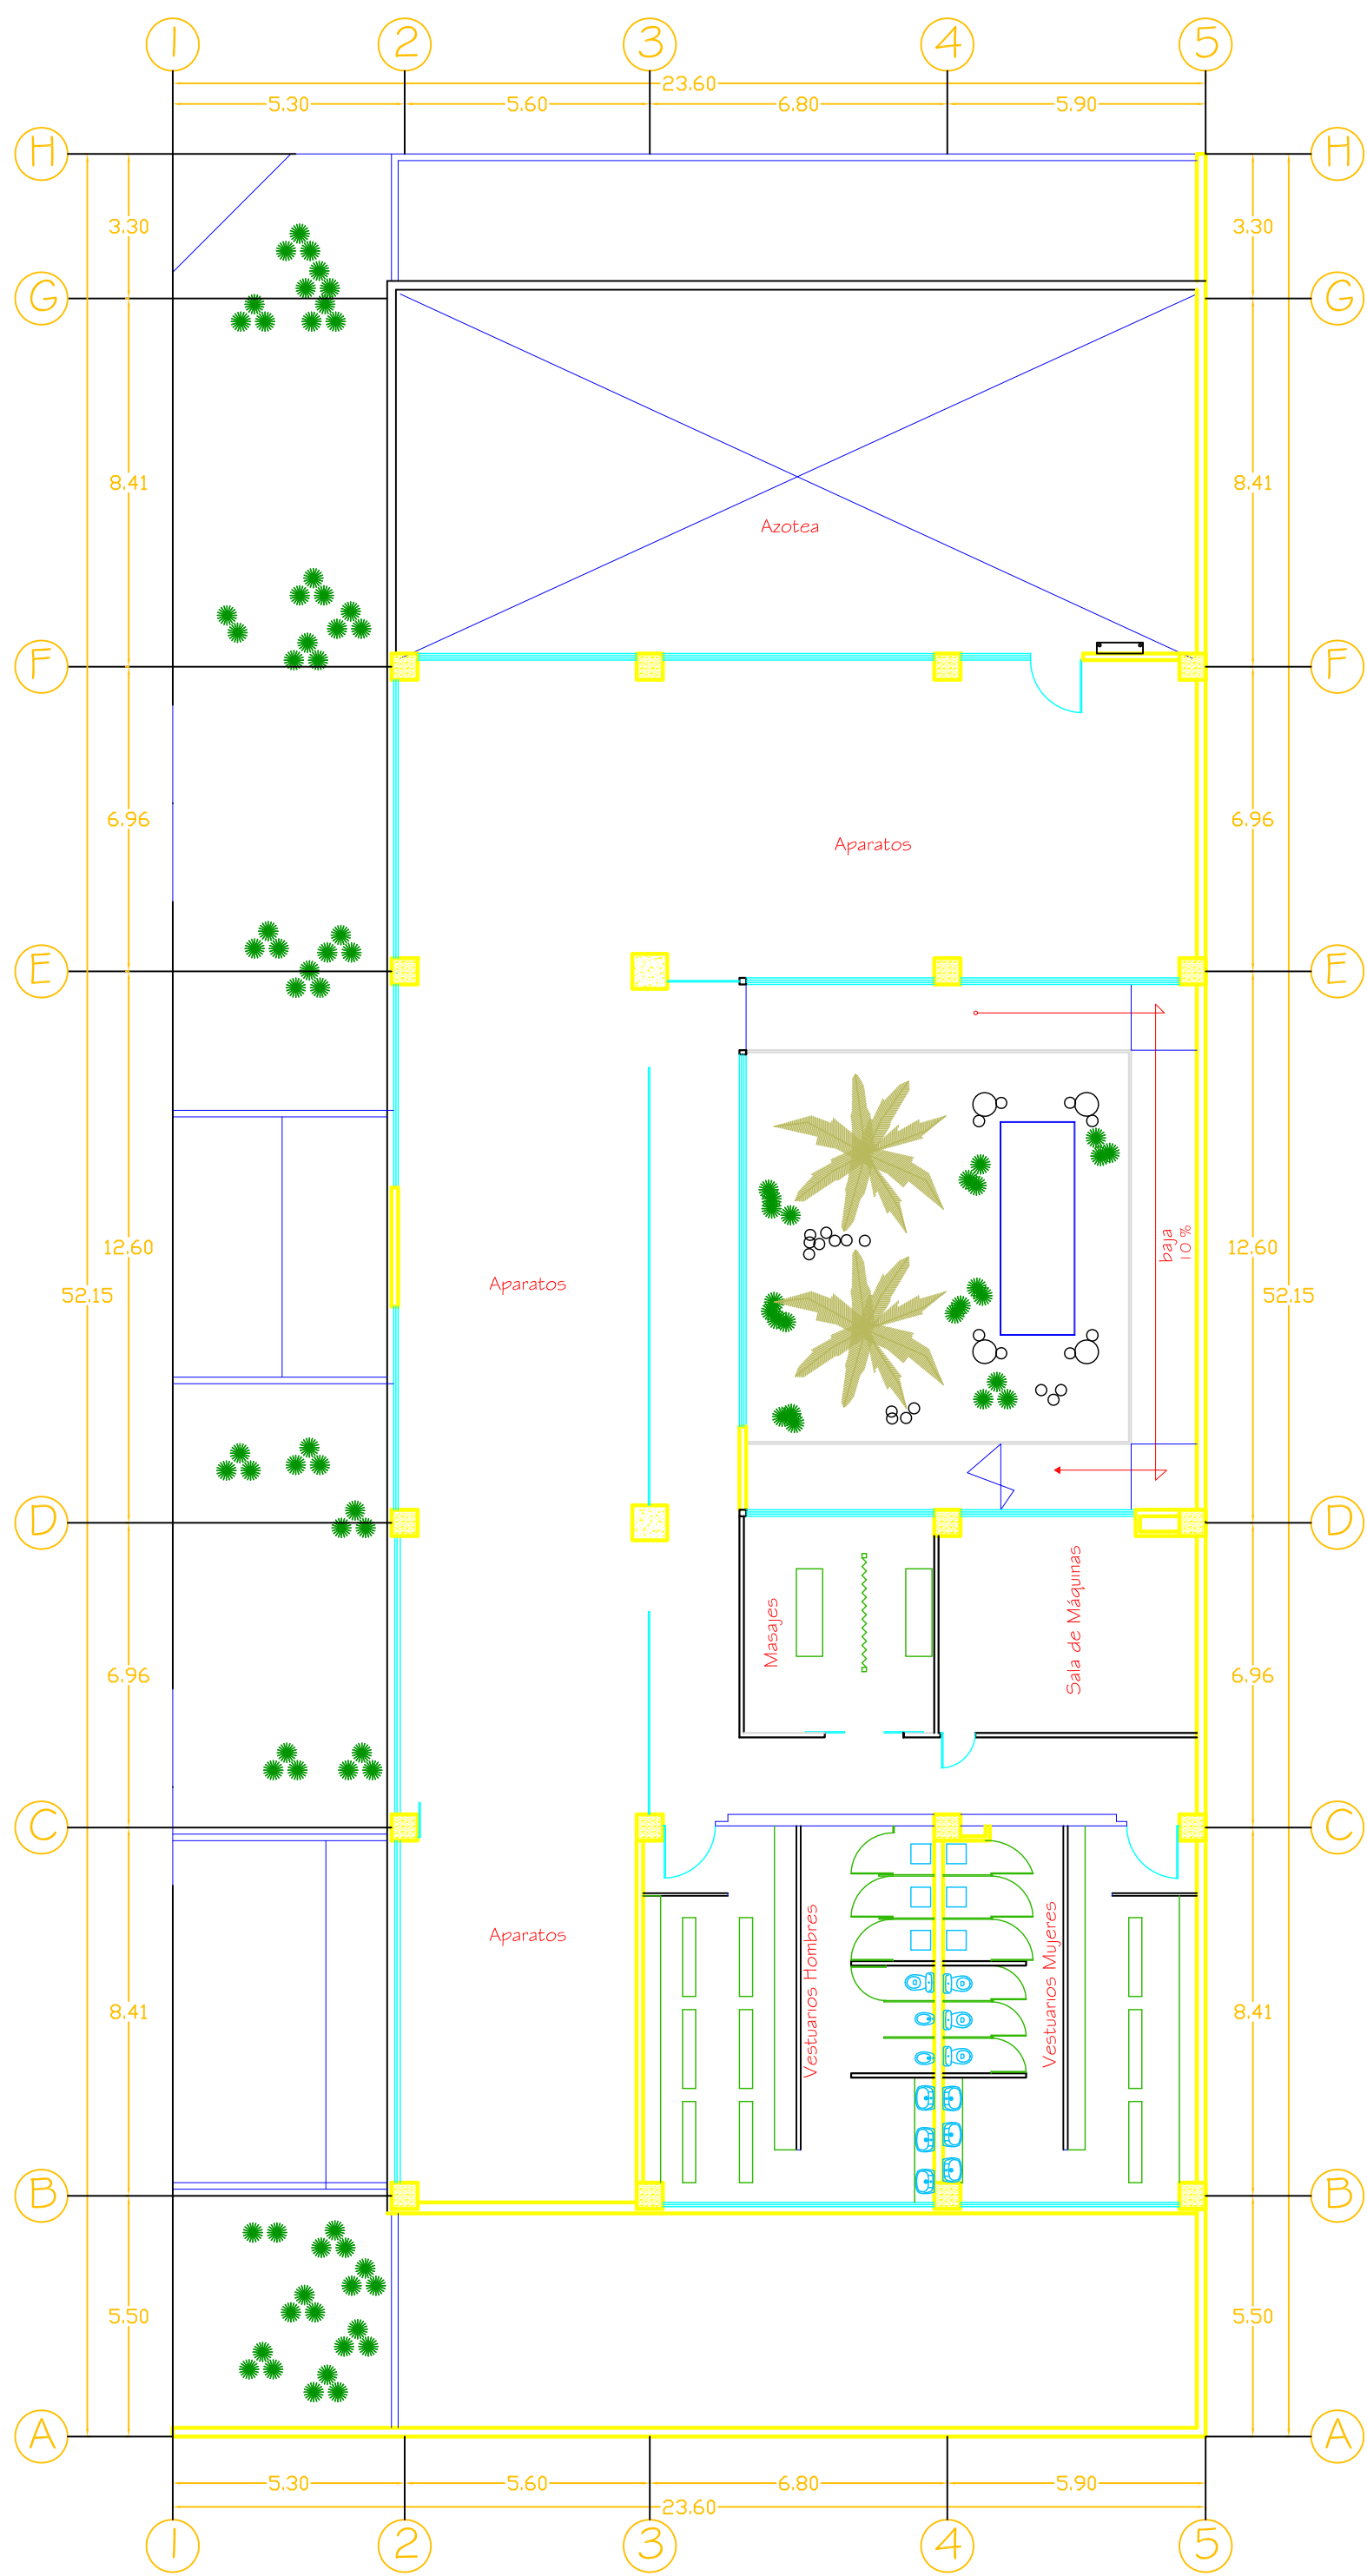 1 2 3 4 5
23.60
5.30 5.60 6.80 5.90
H H
3.30 3.30
G G
8.41 8.41
Azotea
F F
6.96 6.96
Aparatos
E E
baja
10 %
12.60 12.60
Aparatos
52.15 52.15
D D
Masajes
Sala de Máquinas
6.96 6.96
C C
Vestuarios Hombres
Vestuarios Mujeres
Aparatos
8.41 8.41
B B
5.50 5.50
A A
5.30 5.60 6.80 5.90
23.60
1 2 3 4 5